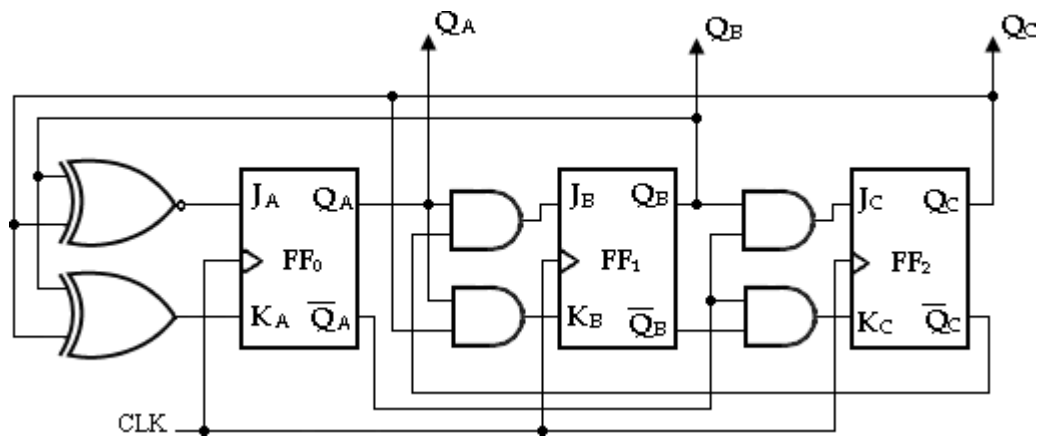 QA QB QC
JA QA JB QB JC QC
FF0 FF1 FF2
KA Q̅A KB Q̅B KC Q̅C
CLK